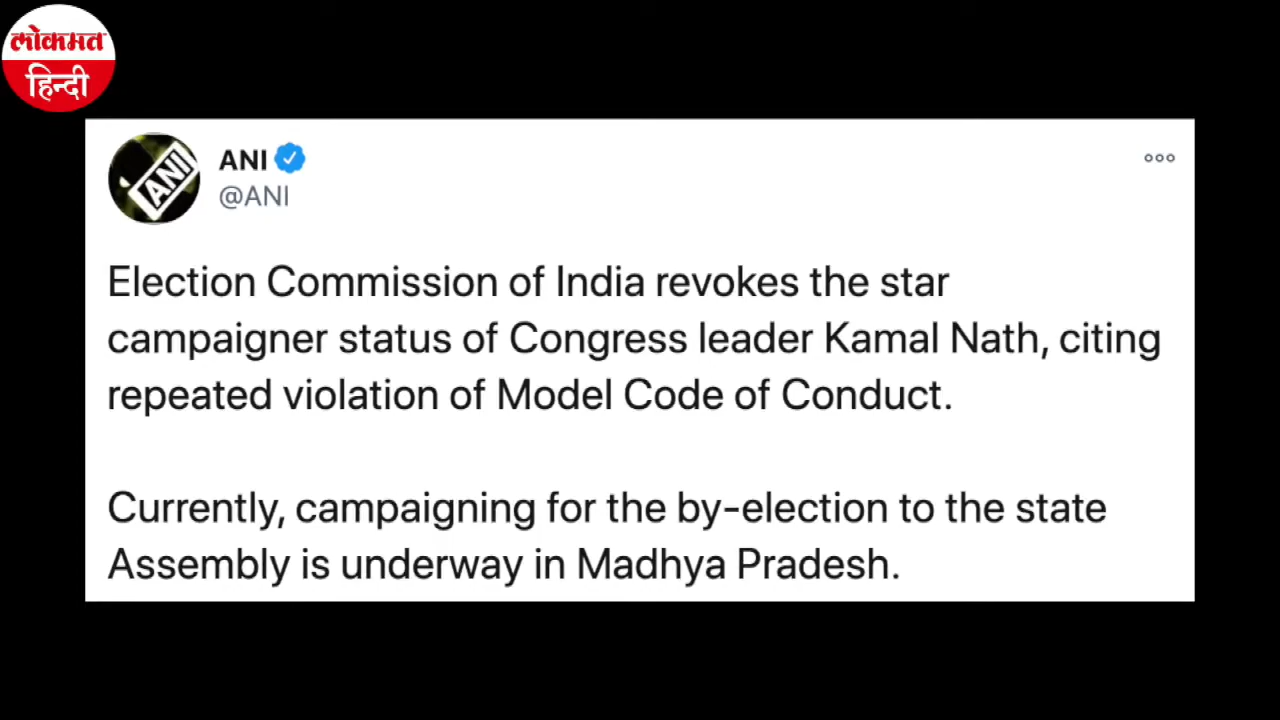 लोकमत
हिन्दी
ANI
ANI
@ANI
Election Commission of India revokes the star
campaigner status of Congress leader Kamal Nath, citing
repeated violation of Model Code of Conduct.
Currently, campaigning for the by-election to the state
Assembly is underway in Madhya Pradesh.